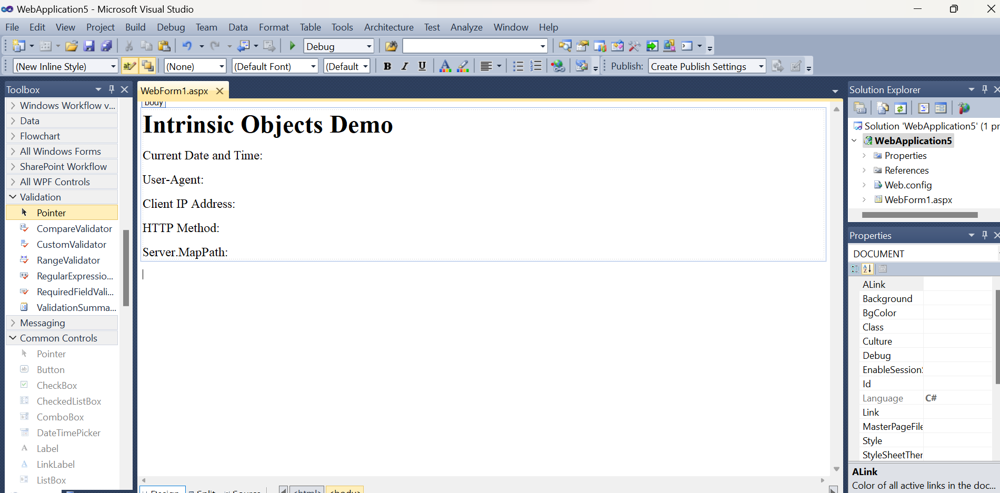 WebApplication5 - Microsoft Visual Studio
File Edit View Project Build Debug Team Data Format Table Tools Architecture Test Analyze Window Help
Debug
(New Inline Style) (None) (Default Font) (Default B I U Publish: Create Publish Settings
Toolbox
Windows Workflow v...
Data
Flowchart
All Windows Forms
SharePoint Workflow
All WPF Controls
Validation
Pointer
CompareValidator
CustomValidator
RangeValidator
RegularExpressio...
RequiredFieldVali...
ValidationSumma...
Messaging
Common Controls
Pointer
Button
CheckBox
CheckedListBox
ComboBox
DateTimePicker
Label
LinkLabel
ListBox
WebForm1.aspx
body
Intrinsic Objects Demo
Current Date and Time:
User-Agent:
Client IP Address:
HTTP Method:
Server.MapPath:
Design Split Source <html> <body>
Solution Explorer
Solution 'WebApplication5' (1 pr
WebApplication5
Properties
References
Web.config
WebForm1.aspx
Properties
DOCUMENT
ALink
Background
BgColor
Class
Culture
Debug
EnableSession
Id
Language C#
Link
MasterPageFile
Style
StyleSheetTher
ALink
Color of all active links in the doc...